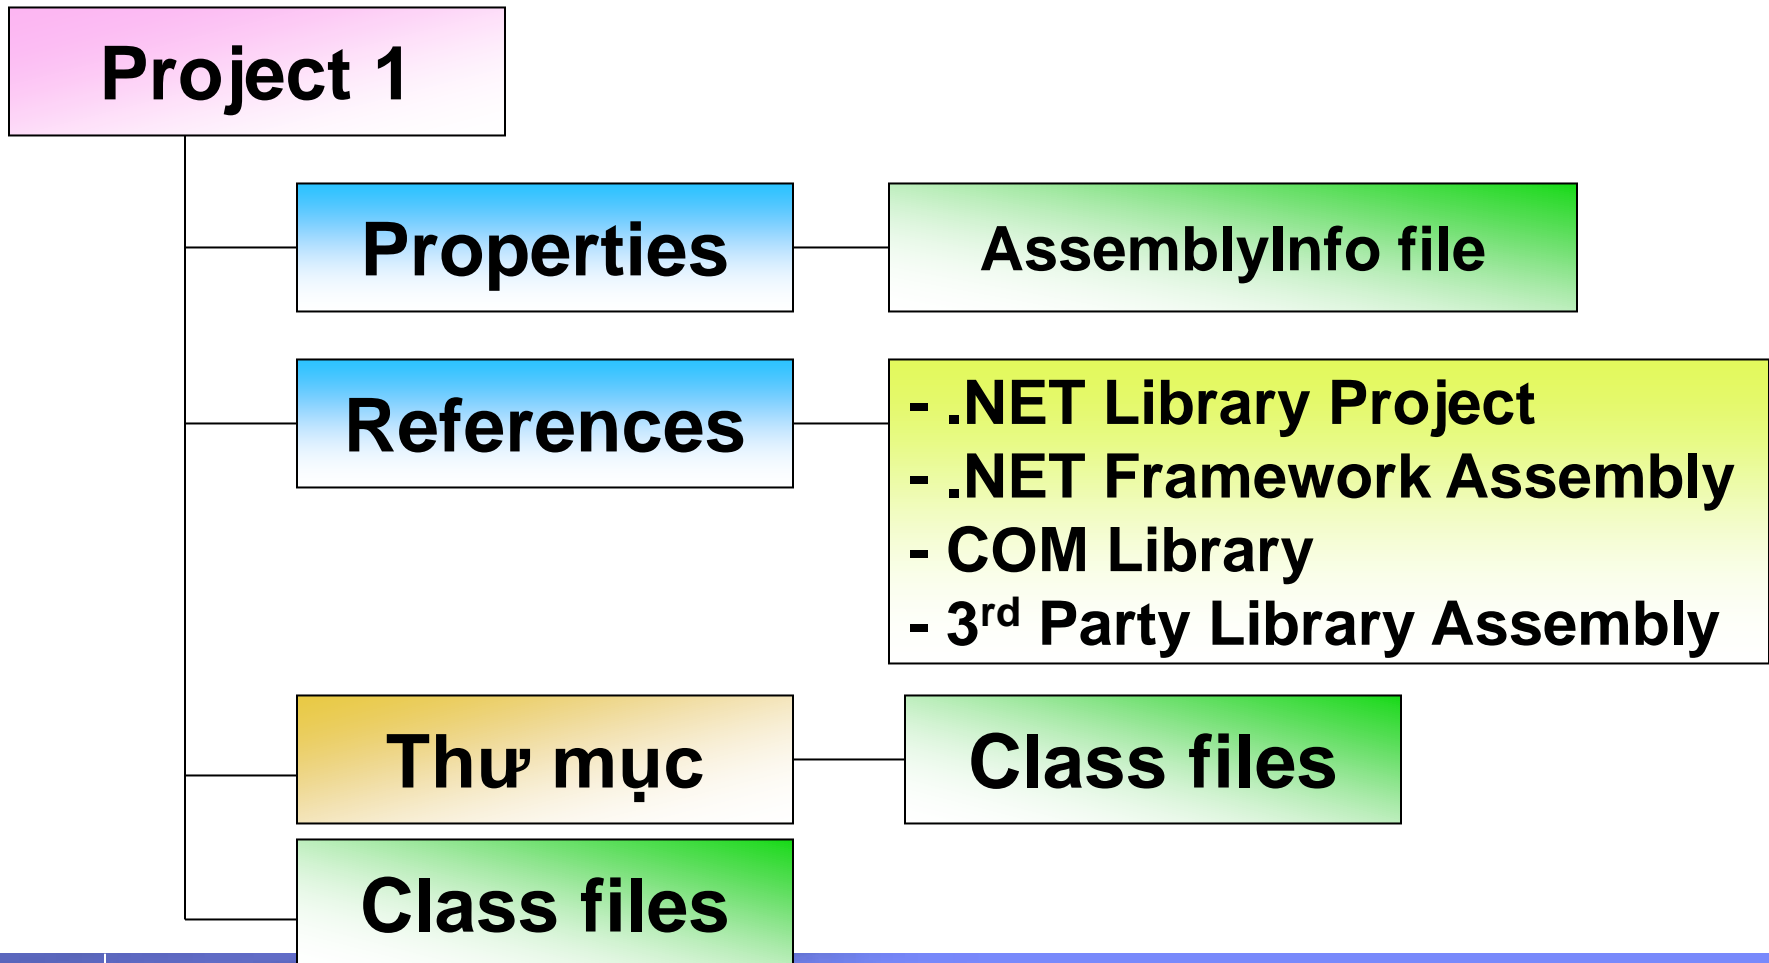 Project 1
Properties
AssemblyInfo file
References
- .NET Library Project
- .NET Framework Assembly
- COM Library
- 3rd Party Library Assembly
Thư mục
Class files
Class files